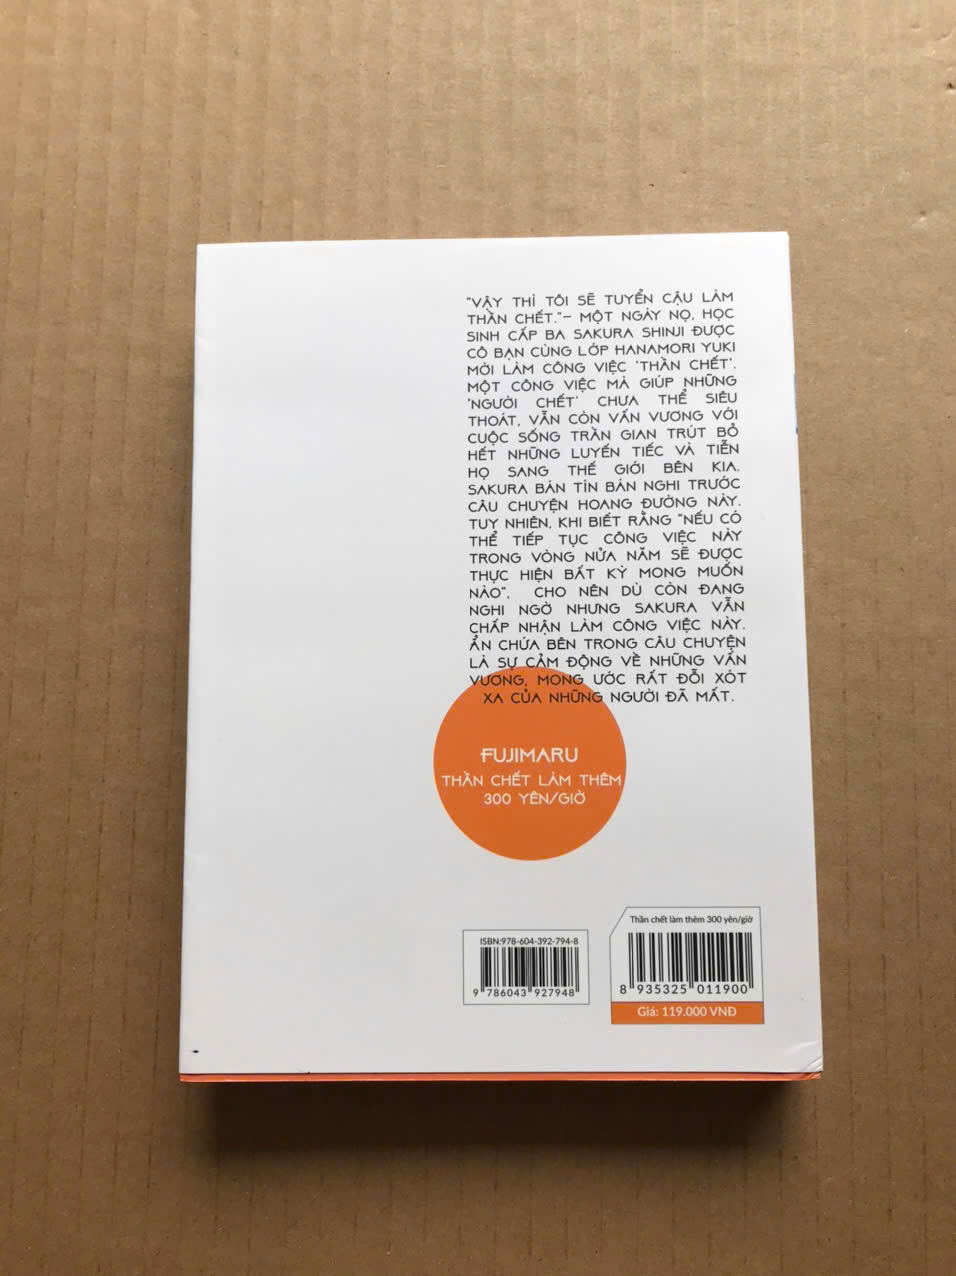 "VẬY THÌ TÔI SẼ TUYỂN CẬU LÀM
THẦN CHẾT."– MỘT NGÀY NỌ, HỌC
SINH CẤP BA SAKURA SHINJI ĐƯỢC
CÔ BẠN CÙNG LỚP HANAMORI YUKI
MỜI LÀM CÔNG VIỆC 'THẦN CHẾT'.
MỘT CÔNG VIỆC MÀ GIÚP NHỮNG
'NGƯỜI CHẾT' CHƯA THỂ SIÊU
THOÁT, VẪN CÒN VẤN VƯƠNG VỚI
CUỘC SỐNG TRẦN GIAN TRÚT BỎ
HẾT NHỮNG LUYẾN TIẾC VÀ TIỄN
HỌ SANG THẾ GIỚI BÊN KIA.
SAKURA BÁN TÍN BÁN NGHI TRƯỚC
CÂU CHUYỆN HOANG ĐƯỜNG NÀY.
TUY NHIÊN, KHI BIẾT RẰNG "NẾU CÓ
THỂ TIẾP TỤC CÔNG VIỆC NÀY
TRONG VÒNG NỬA NĂM SẼ ĐƯỢC
THỰC HIỆN BẤT KỲ MONG MUỐN
NÀO", CHO NÊN DÙ CÒN ĐANG
NGHI NGỜ NHƯNG SAKURA VẪN
CHẤP NHẬN LÀM CÔNG VIỆC NÀY.
ẨN CHỨA BÊN TRONG CÂU CHUYỆN
LÀ SỰ CẢM ĐỘNG VỀ NHỮNG VẤN
VƯƠNG, MONG ƯỚC RẤT ĐỖI XÓT
XA CỦA NHỮNG NGƯỜI ĐÃ MẤT.
FUJIMARU
THẦN CHẾT LÀM THÊM
300 YÊN/GIỜ
ISBN:978-604-392-794-8
9 786043 927948
Thần chết làm thêm 300 yên/giờ
8 935325 011900
Giá: 119.000 VNĐ